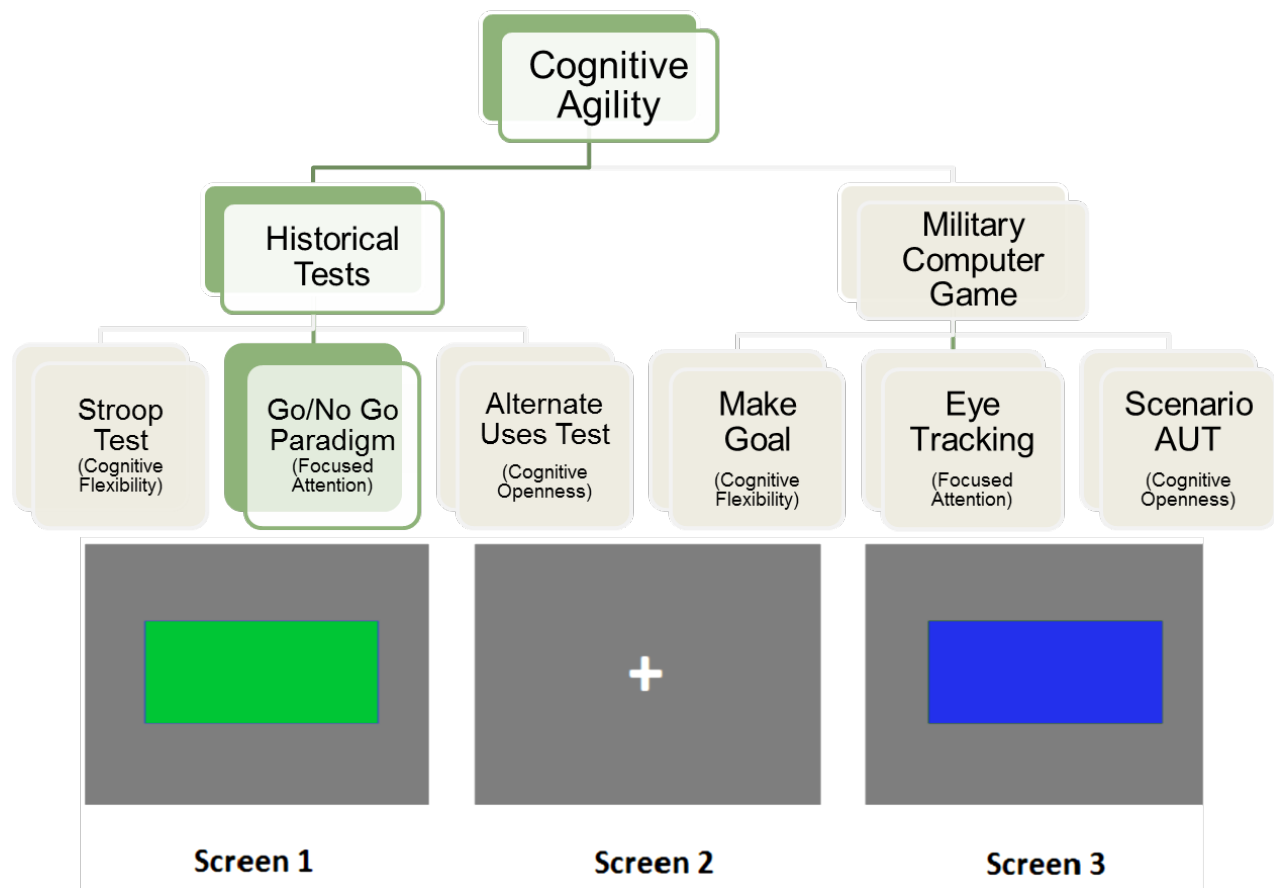 Cognitive
Agility
Historical
Tests
Military
Computer
Game
Stroop
Test
(Cognitive
Flexibility)
Go/No Go
Paradigm
(Focused
Attention)
Alternate
Uses Test
(Cognitive
Openness)
Make
Goal
(Cognitive
Flexibility)
Eye
Tracking
(Focused
Attention)
Scenario
AUT
(Cognitive
Openness)
Screen 1
Screen 2
Screen 3